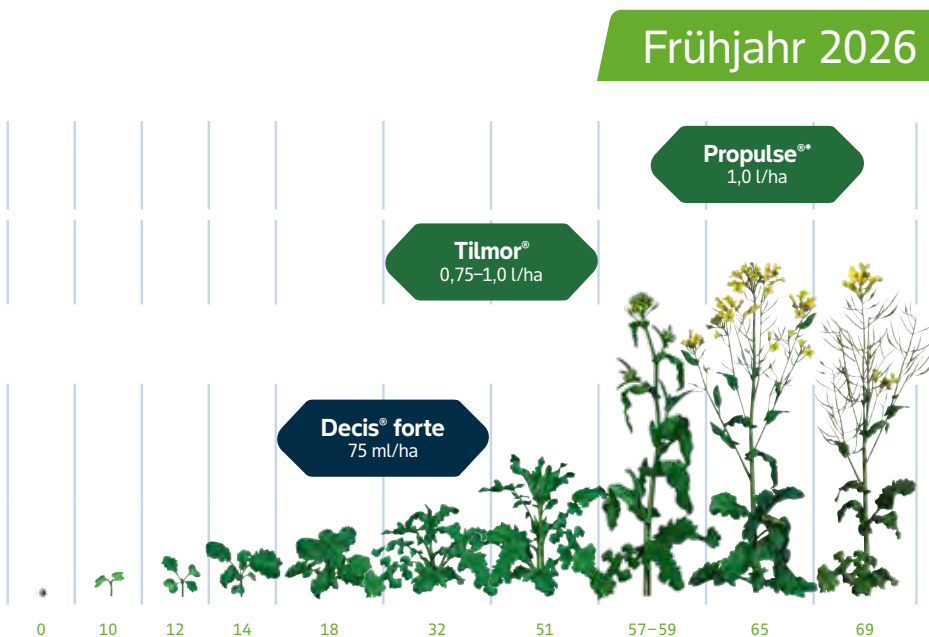 Frühjahr 2026
Propulse®*
1,0 l/ha
Tilmor®
0,75–1,0 l/ha
Decis® forte
75 ml/ha
0 10 12 14 18 32 51 57–59 65 69